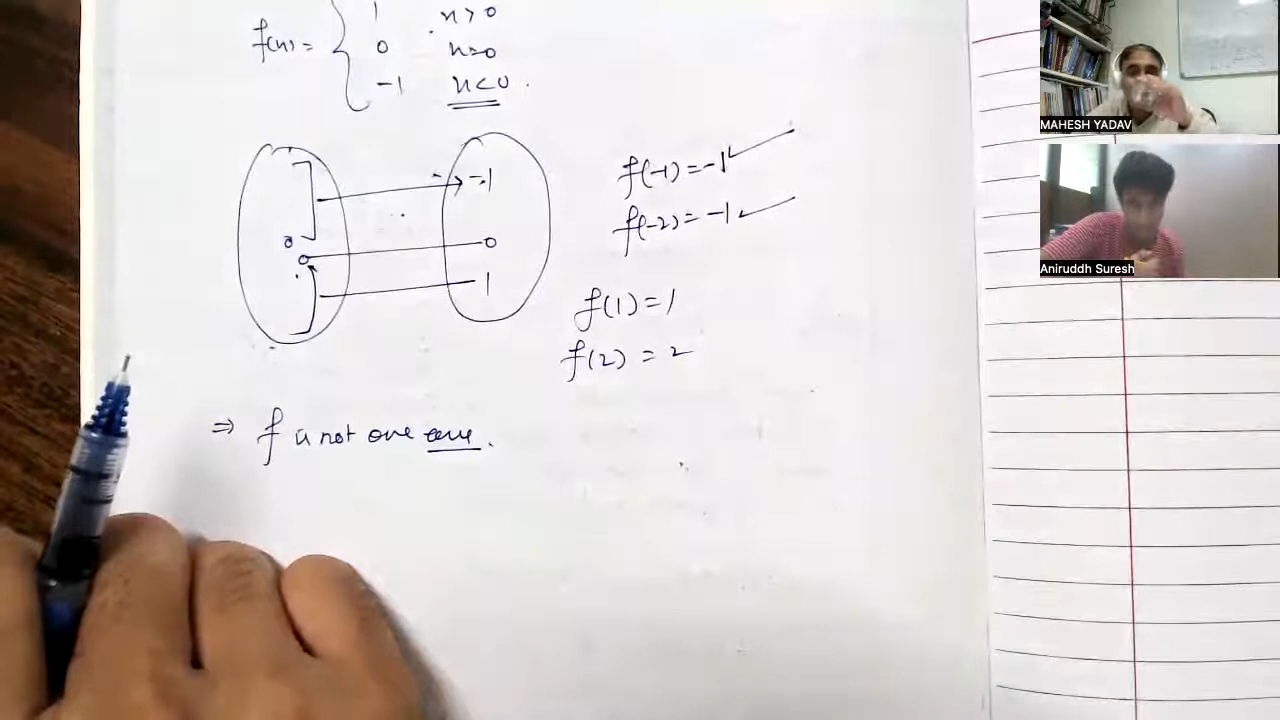 1 x > 0
f(x) = { 0 x=0
-1 x < 0 .
MAHESH YADAV
-1
f(-1) = -1
f(-2) = -1
0
0
1
f(1) = 1
f(2) = 2
Aniruddh Suresh
⇒ f is not one one.